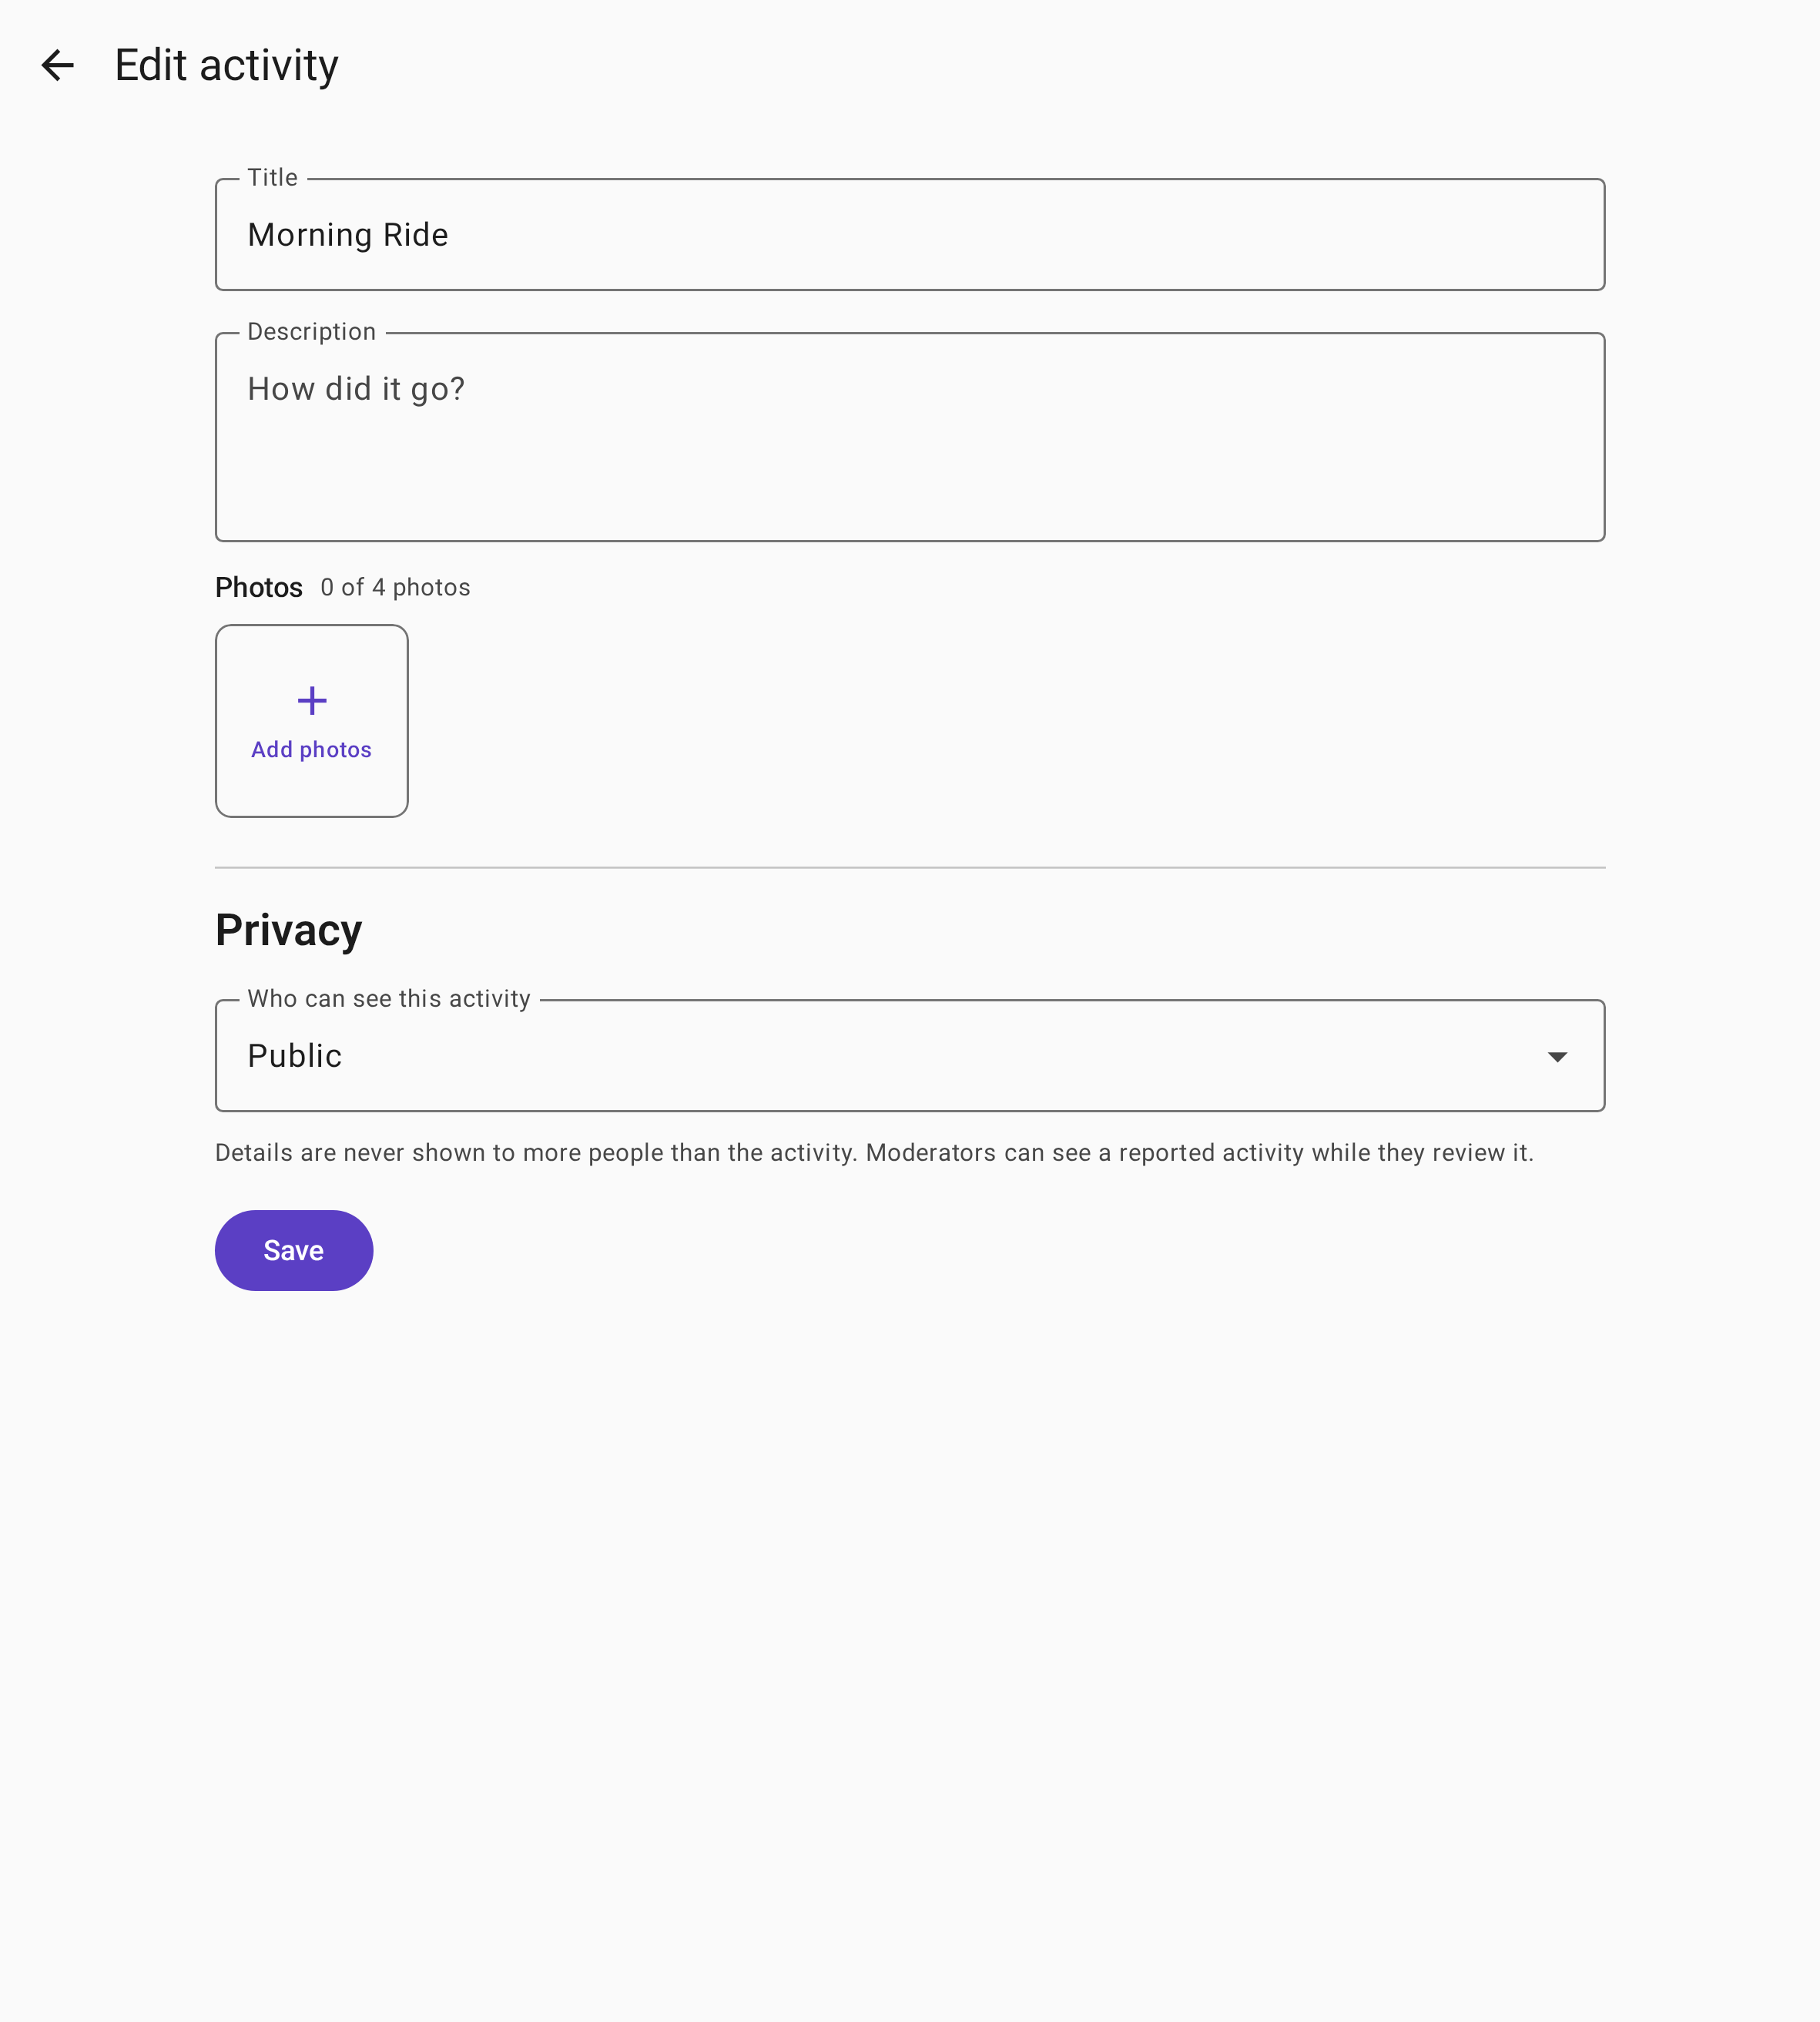 Edit activity
Title
Morning Ride
Description
How did it go?
Photos 0 of 4 photos
Add photos
Privacy
Who can see this activity
Public
Details are never shown to more people than the activity. Moderators can see a reported activity while they review it.
Save